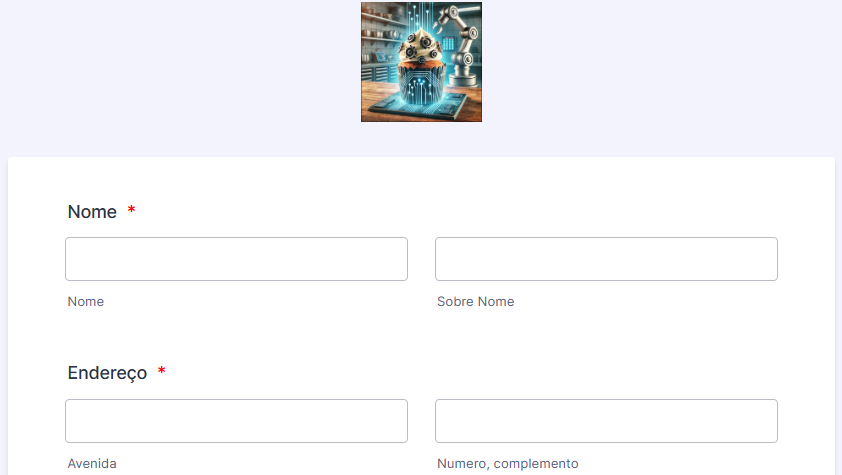 Nome *
Nome
Sobre Nome
Endereço *
Avenida
Numero, complemento